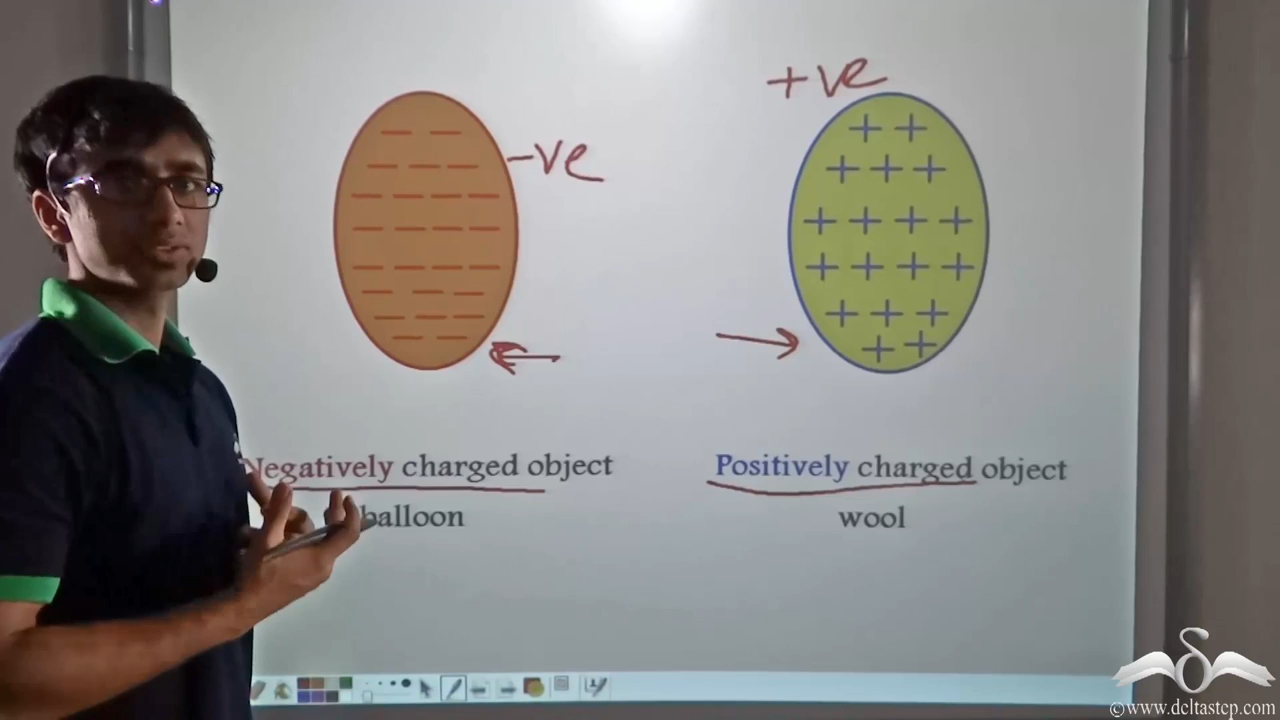 +ve
-ve
Negatively charged object
balloon
Positively charged object
wool
©www.deltastep.com